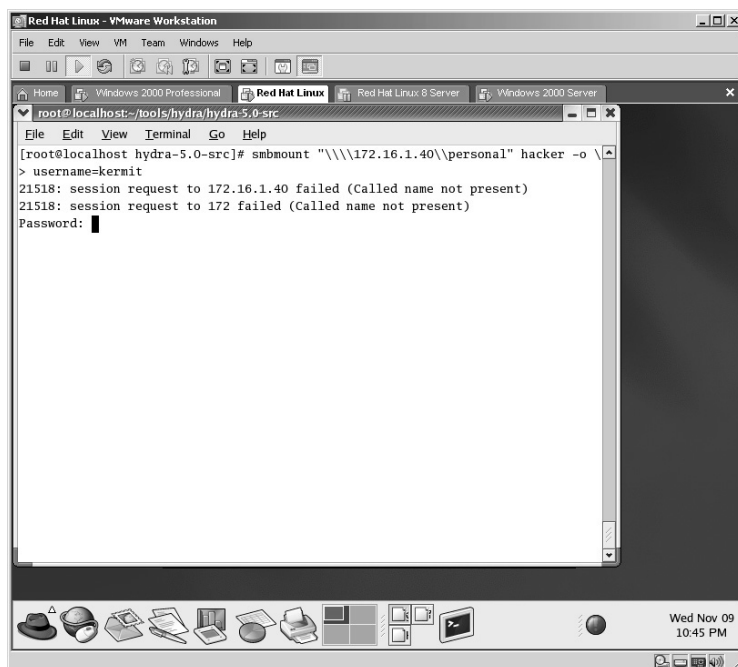 Red Hat Linux - VMware Workstation
File Edit View VM Team Windows Help
Home Windows 2000 Professional Red Hat Linux Red Hat Linux 8 Server Windows 2000 Server
root@localhost:~/tools/hydra/hydra-5.0-src
File Edit View Terminal Go Help
[root@localhost hydra-5.0-src]# smbmount "\\\\172.16.1.40\\personal" hacker -o \
> username=kermit
21518: session request to 172.16.1.40 failed (Called name not present)
21518: session request to 172 failed (Called name not present)
Password:
Wed Nov 09
10:45 PM